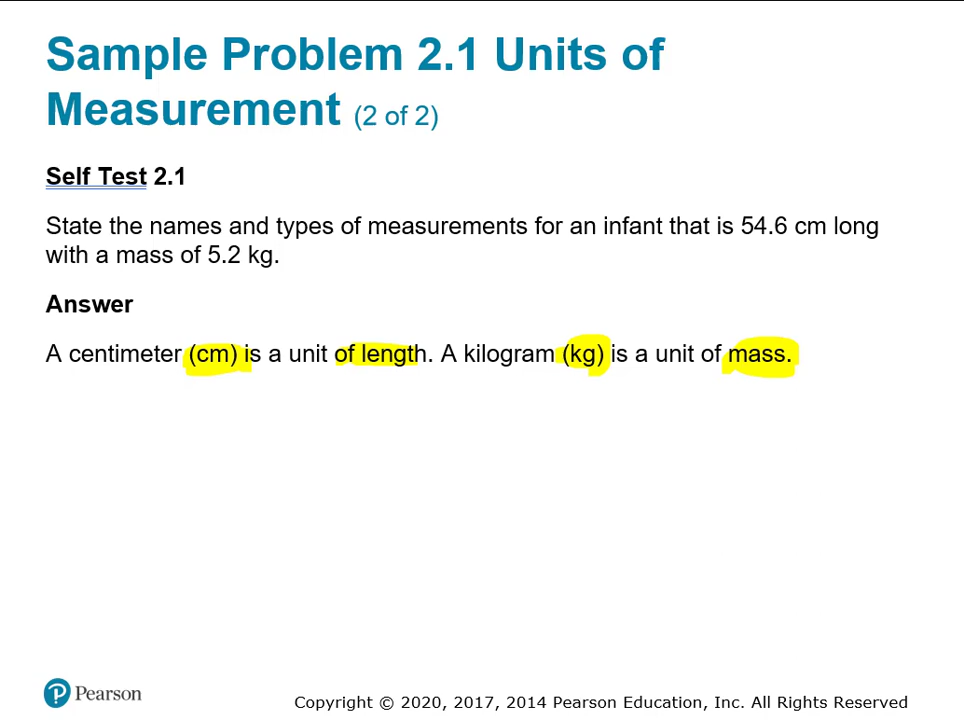 Sample Problem 2.1 Units of
Measurement (2 of 2)
Self Test 2.1
State the names and types of measurements for an infant that is 54.6 cm long
with a mass of 5.2 kg.
Answer
A centimeter (cm) is a unit of length. A kilogram (kg) is a unit of mass.
P Pearson
Copyright © 2020, 2017, 2014 Pearson Education, Inc. All Rights Reserved